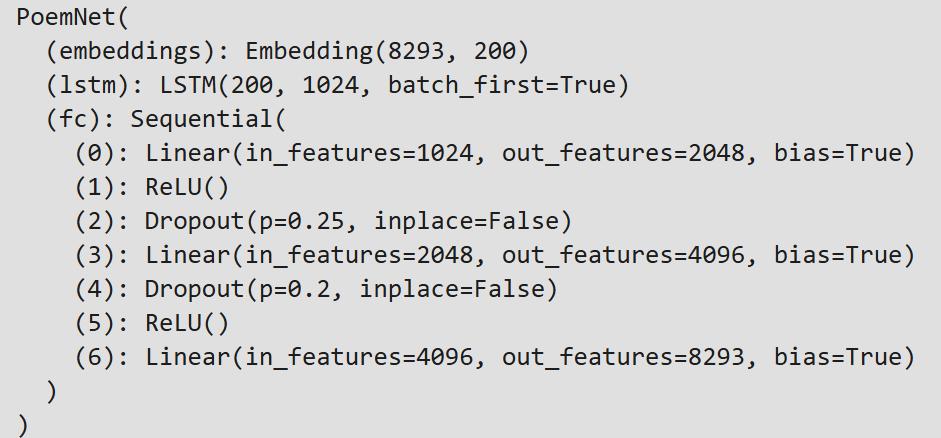 PoemNet(
  (embeddings): Embedding(8293, 200)
  (lstm): LSTM(200, 1024, batch_first=True)
  (fc): Sequential(
    (0): Linear(in_features=1024, out_features=2048, bias=True)
    (1): ReLU()
    (2): Dropout(p=0.25, inplace=False)
    (3): Linear(in_features=2048, out_features=4096, bias=True)
    (4): Dropout(p=0.2, inplace=False)
    (5): ReLU()
    (6): Linear(in_features=4096, out_features=8293, bias=True)
  )
)